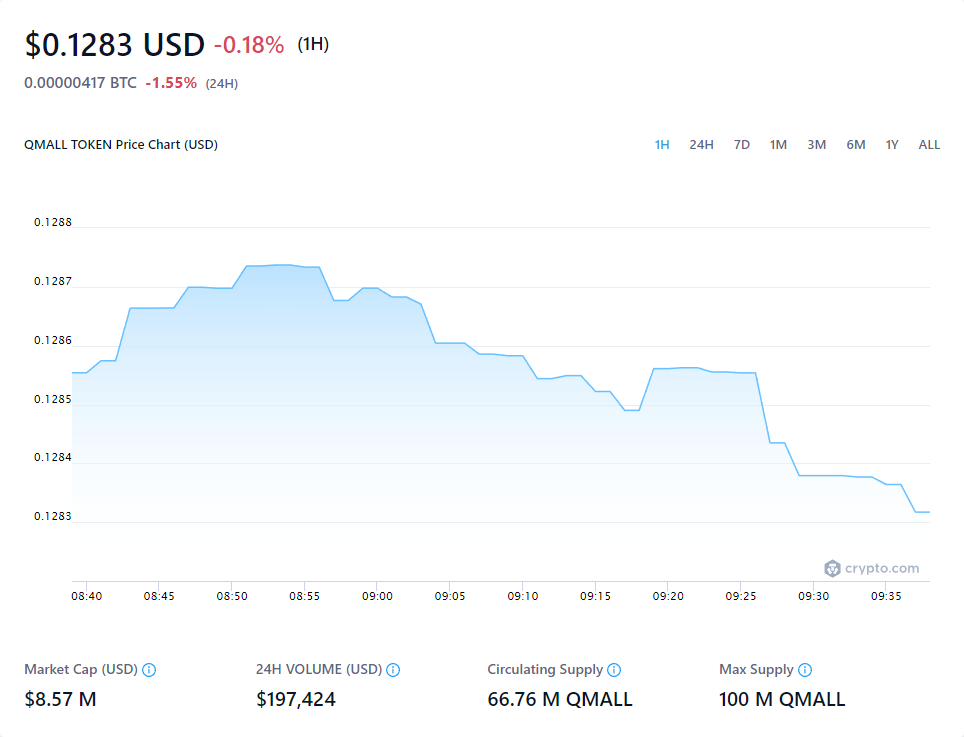 $0.1283 USD -0.18% (1H)
0.00000417 BTC -1.55% (24H)
QMALL TOKEN Price Chart (USD) 1H 24H 7D 1M 3M 6M 1Y ALL
0.1288
0.1287
0.1286
0.1285
0.1284
0.1283
crypto.com
08:40 08:45 08:50 08:55 09:00 09:05 09:10 09:15 09:20 09:25 09:30 09:35
Market Cap (USD) 24H VOLUME (USD) Circulating Supply Max Supply
$8.57 M $197,424 66.76 M QMALL 100 M QMALL